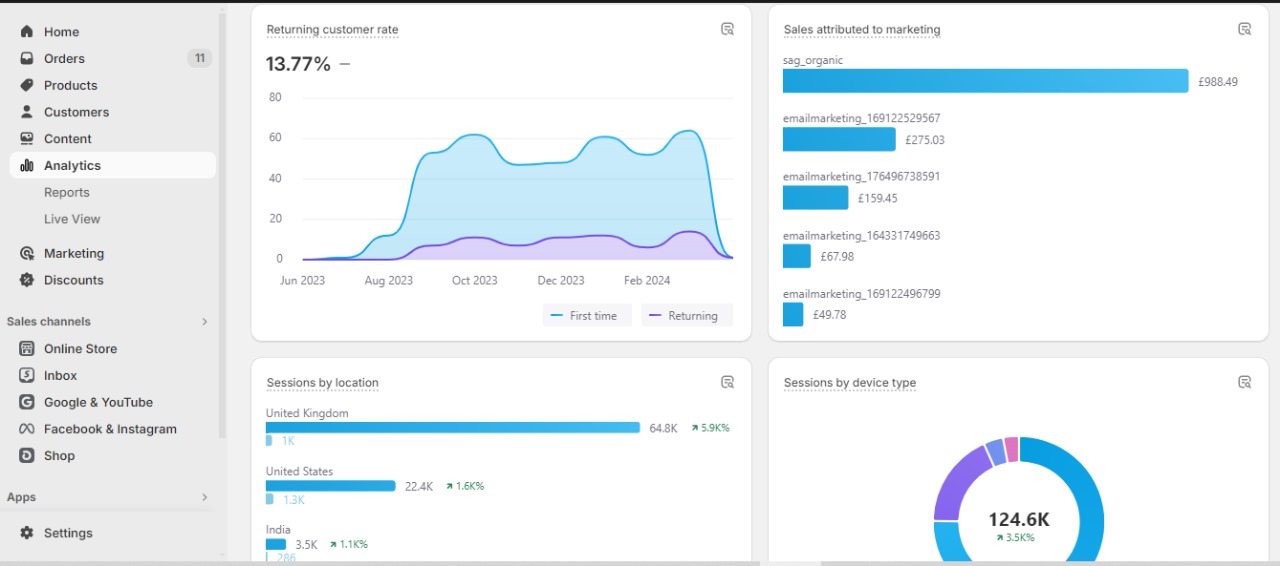 Home
Orders 11
Products
Customers
Content
Analytics
Reports
Live View
Marketing
Discounts
Sales channels
Online Store
Inbox
Google & YouTube
Facebook & Instagram
Shop
Apps
Settings
Returning customer rate
13.77% —
80
60
40
20
0
Jun 2023 Aug 2023 Oct 2023 Dec 2023 Feb 2024
First time Returning
Sales attributed to marketing
sag_organic
£988.49
emailmarketing_169122529567
£275.03
emailmarketing_176496738591
£159.45
emailmarketing_164331749663
£67.98
emailmarketing_169122496799
£49.78
Sessions by location
United Kingdom
64.8K 5.9K%
1K
United States
22.4K 1.6K%
1.3K
India
3.5K 1.1K%
286
Sessions by device type
124.6K
3.5K%